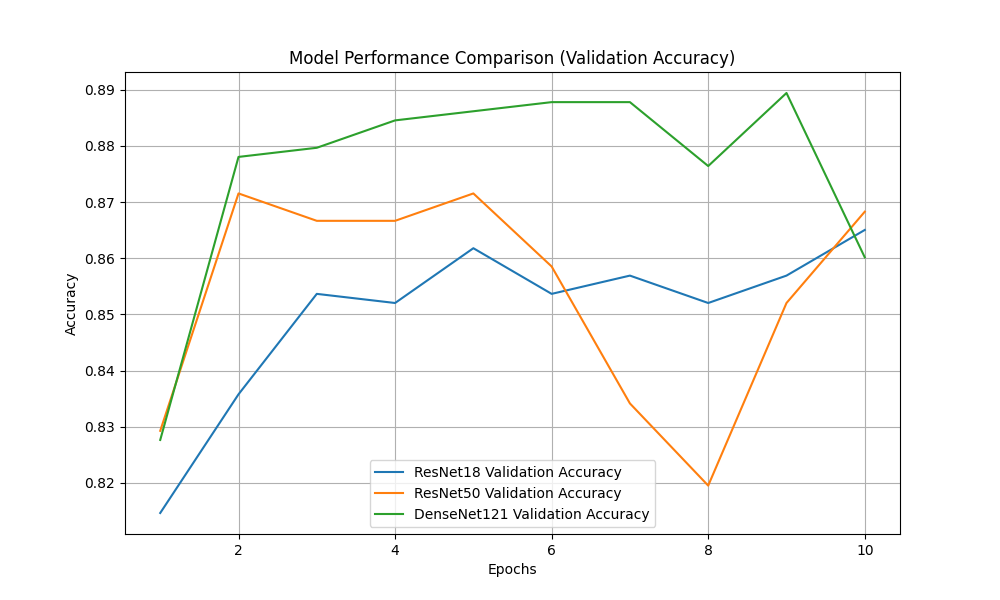 Model Performance Comparison (Validation Accuracy)
0.89
0.88
0.87
0.86
0.85
0.84
0.83
0.82
Accuracy
ResNet18 Validation Accuracy
ResNet50 Validation Accuracy
DenseNet121 Validation Accuracy
2 4 6 8 10
Epochs